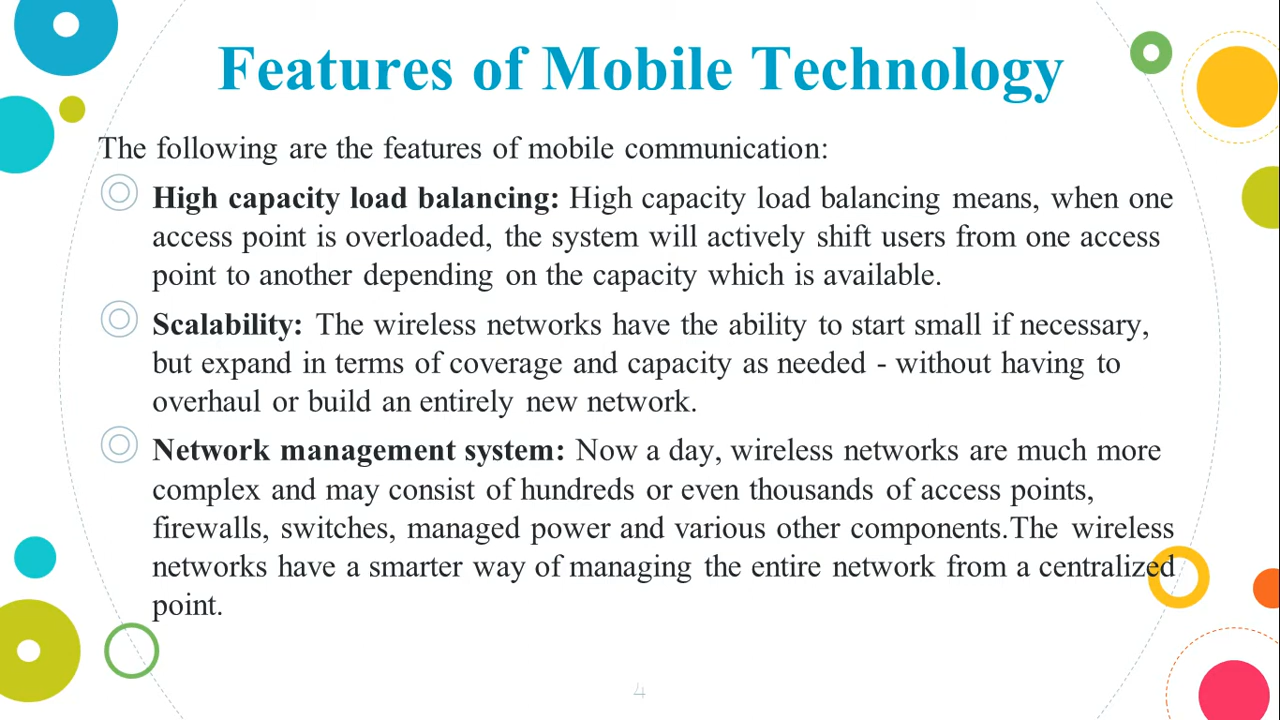 Features of Mobile Technology
The following are the features of mobile communication:
High capacity load balancing: High capacity load balancing means, when one
access point is overloaded, the system will actively shift users from one access
point to another depending on the capacity which is available.
Scalability: The wireless networks have the ability to start small if necessary,
but expand in terms of coverage and capacity as needed - without having to
overhaul or build an entirely new network.
Network management system: Now a day, wireless networks are much more
complex and may consist of hundreds or even thousands of access points,
firewalls, switches, managed power and various other components.The wireless
networks have a smarter way of managing the entire network from a centralized
point.
4